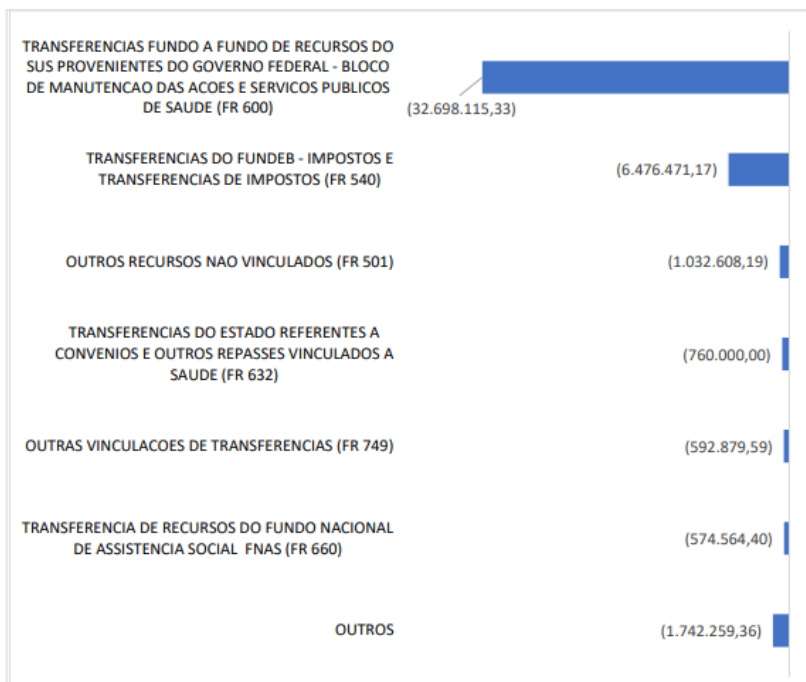 TRANSFERENCIAS FUNDO A FUNDO DE RECURSOS DO
SUS PROVENIENTES DO GOVERNO FEDERAL - BLOCO
DE MANUTENCAO DAS ACOES E SERVICOS PUBLICOS
DE SAUDE (FR 600)
(32.698.115,33)
TRANSFERENCIAS DO FUNDEB - IMPOSTOS E
TRANSFERENCIAS DE IMPOSTOS (FR 540)
(6.476.471,17)
OUTROS RECURSOS NAO VINCULADOS (FR 501)
(1.032.608,19)
TRANSFERENCIAS DO ESTADO REFERENTES A
CONVENIOS E OUTROS REPASSES VINCULADOS A
SAUDE (FR 632)
(760.000,00)
OUTRAS VINCULACOES DE TRANSFERENCIAS (FR 749)
(592.879,59)
TRANSFERENCIA DE RECURSOS DO FUNDO NACIONAL
DE ASSISTENCIA SOCIAL  FNAS (FR 660)
(574.564,40)
OUTROS
(1.742.259,36)